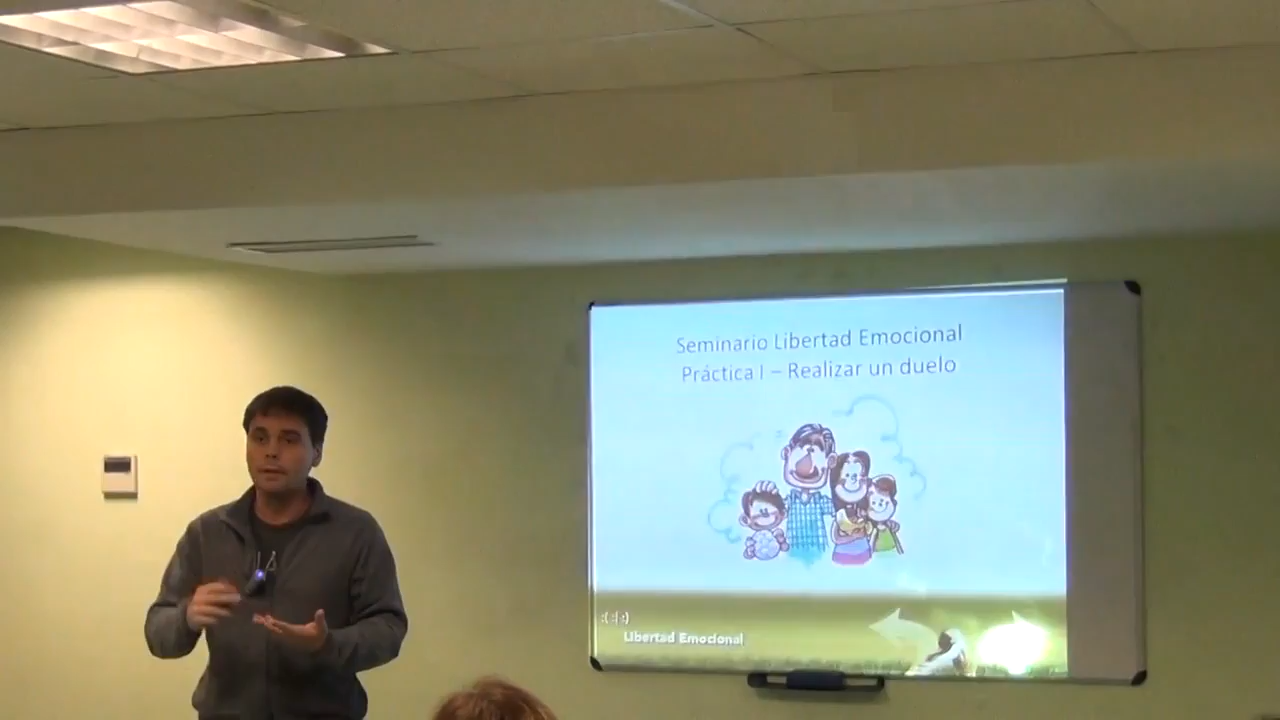 Seminario Libertad Emocional
Práctica I – Realizar un duelo
:( :| :)
Libertad Emocional